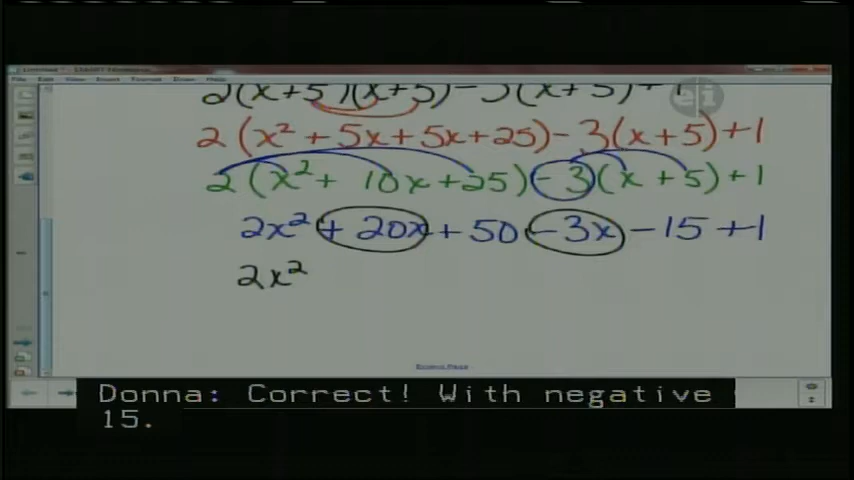 2(x+5)(x+5)-3(x+5)+1
2(x²+5x+5x+25)-3(x+5)+1
2(x²+10x+25)-3(x+5)+1
2x²+20x+50-3x-15+1
2x²
Donna: Correct! With negative
15.